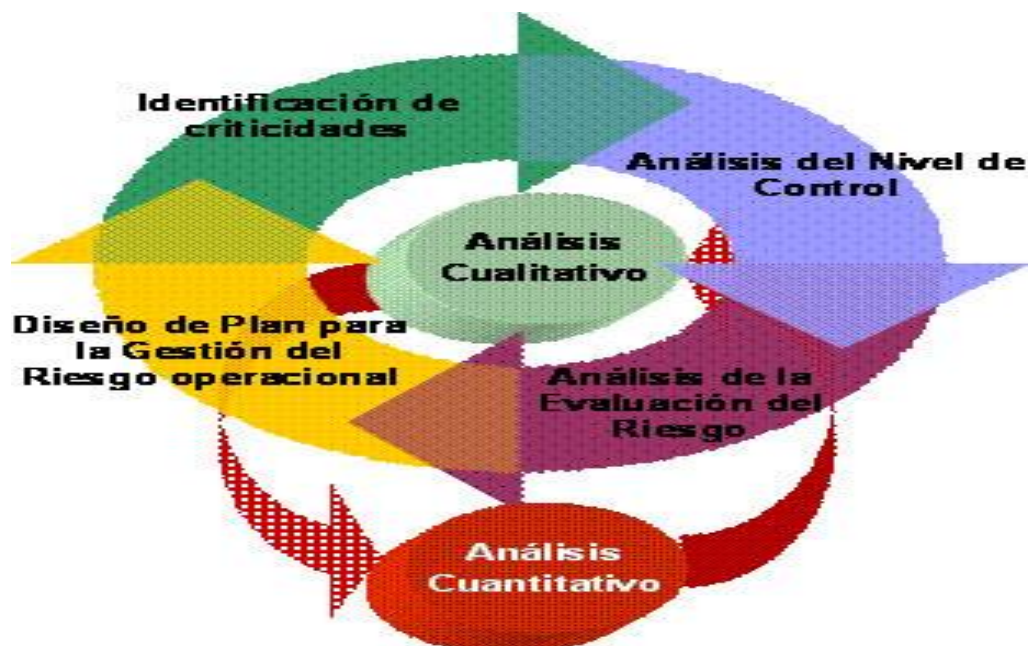 Identificación de
criticidades
Análisis del Nivel de
Control
Análisis
Cualitativo
Diseño de Plan para
la Gestión del
Riesgo operacional
Análisis de la
Evaluación del
Riesgo
Análisis
Cuantitativo